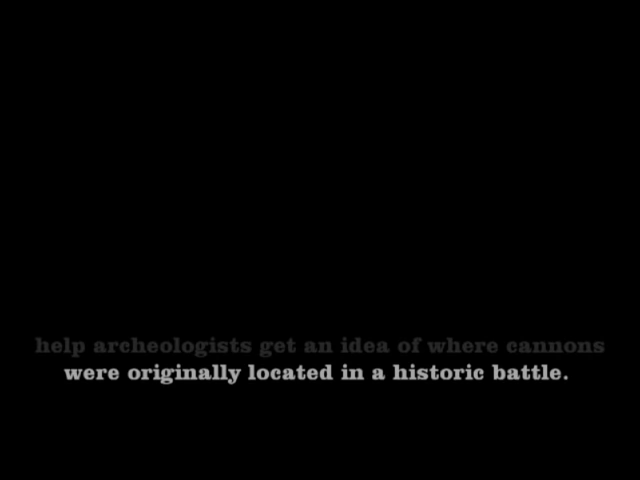 help archeologists get an idea of where cannons
were originally located in a historic battle.